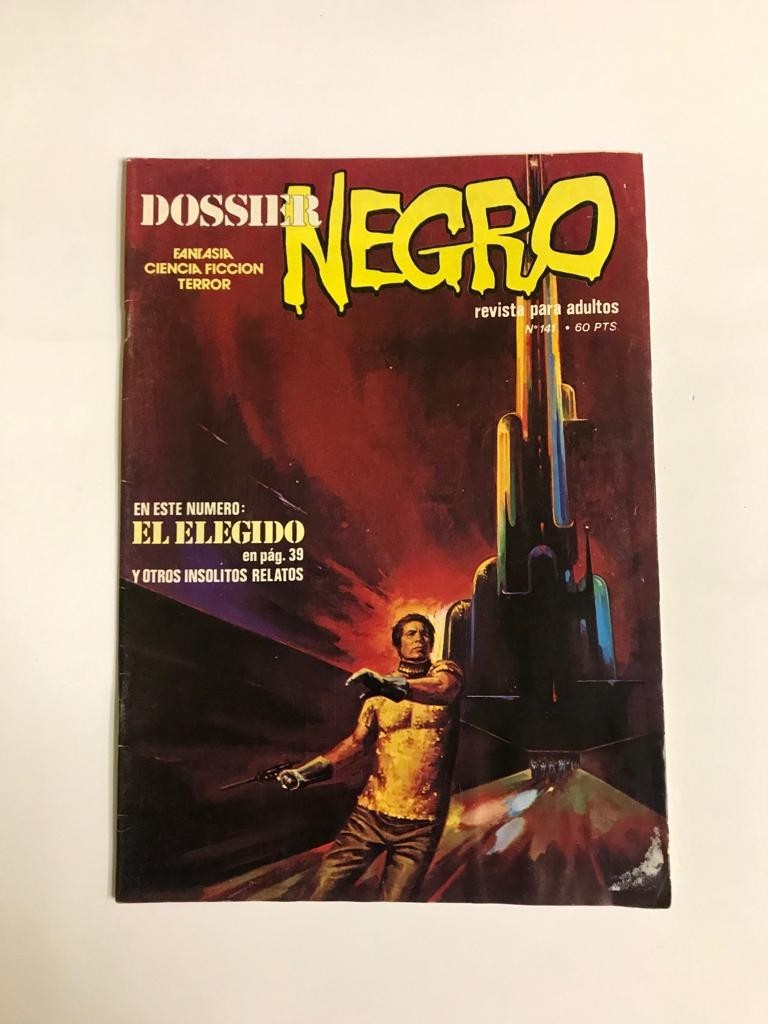 DOSSIER NEGRO
FANTASIA
CIENCIA FICCION
TERROR
revista para adultos
Nº 141 • 60 PTS.
EN ESTE NUMERO:
EL ELEGIDO
en pág. 39
Y OTROS INSOLITOS RELATOS